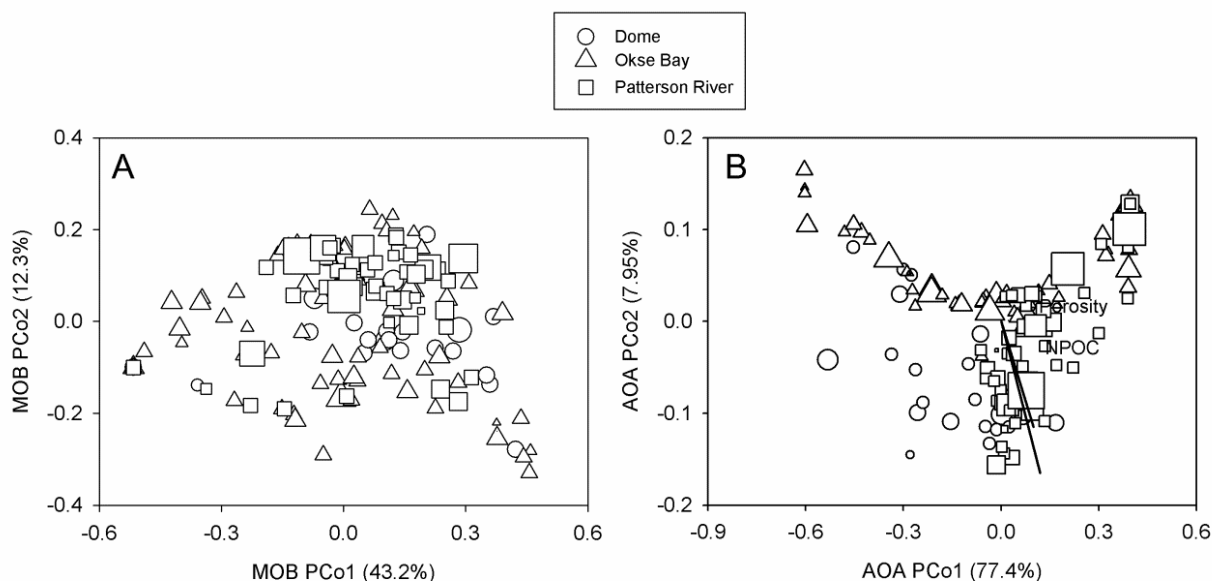 Dome
Okse Bay
Patterson River
A
0.4
0.2
0.0
-0.2
-0.4
MOB PCo2 (12.3%)
-0.6
-0.3
0.0
0.3
0.6
MOB PCo1 (43.2%)
B
0.2
0.1
0.0
-0.1
-0.2
AOA PCo2 (7.95%)
Porosity
NPOC
-0.9
-0.6
-0.3
0.0
0.3
0.6
AOA PCo1 (77.4%)